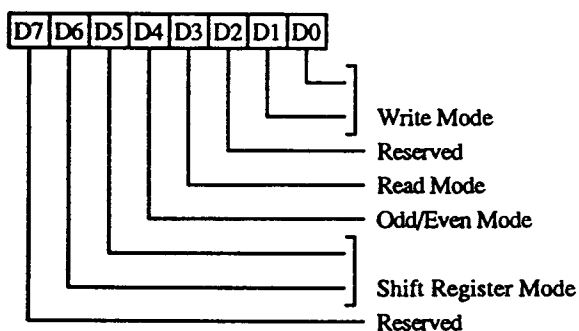 D7 D6 D5 D4 D3 D2 D1 D0
Write Mode
Reserved
Read Mode
Odd/Even Mode
Shift Register Mode
Reserved